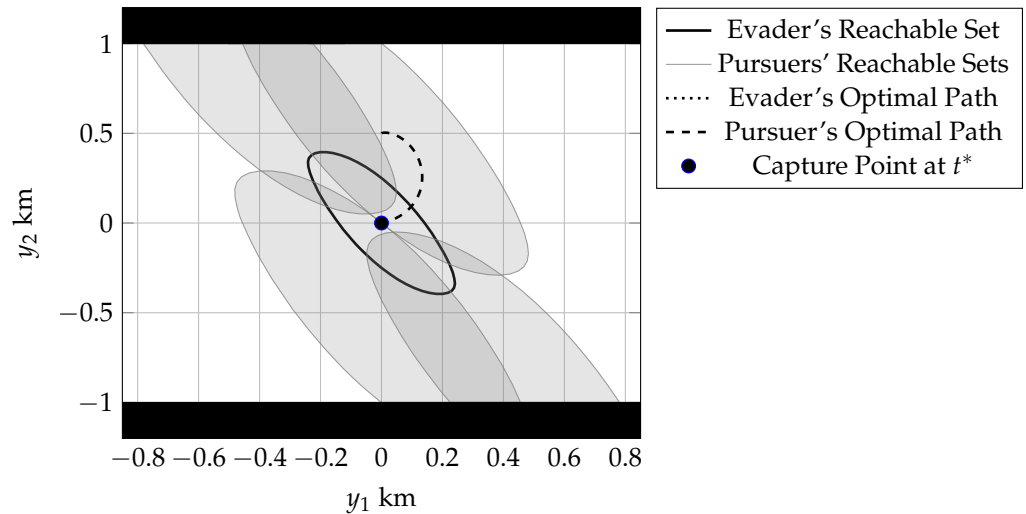 1
0.5
0
−0.5
−1
y₂ km
−0.8 −0.6 −0.4 −0.2 0 0.2 0.4 0.6 0.8
y₁ km
Evader's Reachable Set
Pursuers' Reachable Sets
Evader's Optimal Path
Pursuer's Optimal Path
Capture Point at t*